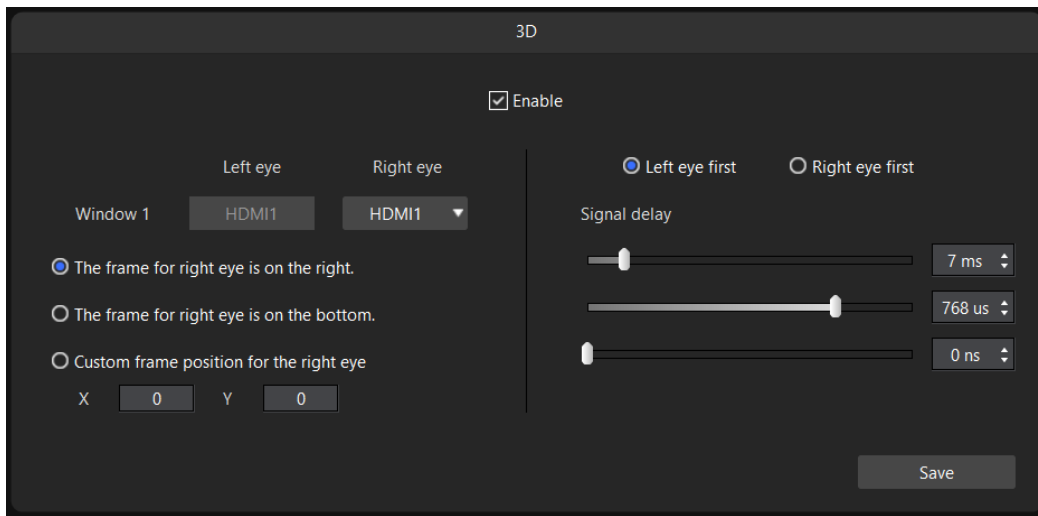 3D
Enable
Left eye Right eye
Window 1 HDMI1 HDMI1
The frame for right eye is on the right.
The frame for right eye is on the bottom.
Custom frame position for the right eye
X 0 Y 0
Left eye first Right eye first
Signal delay
7 ms
768 us
0 ns
Save